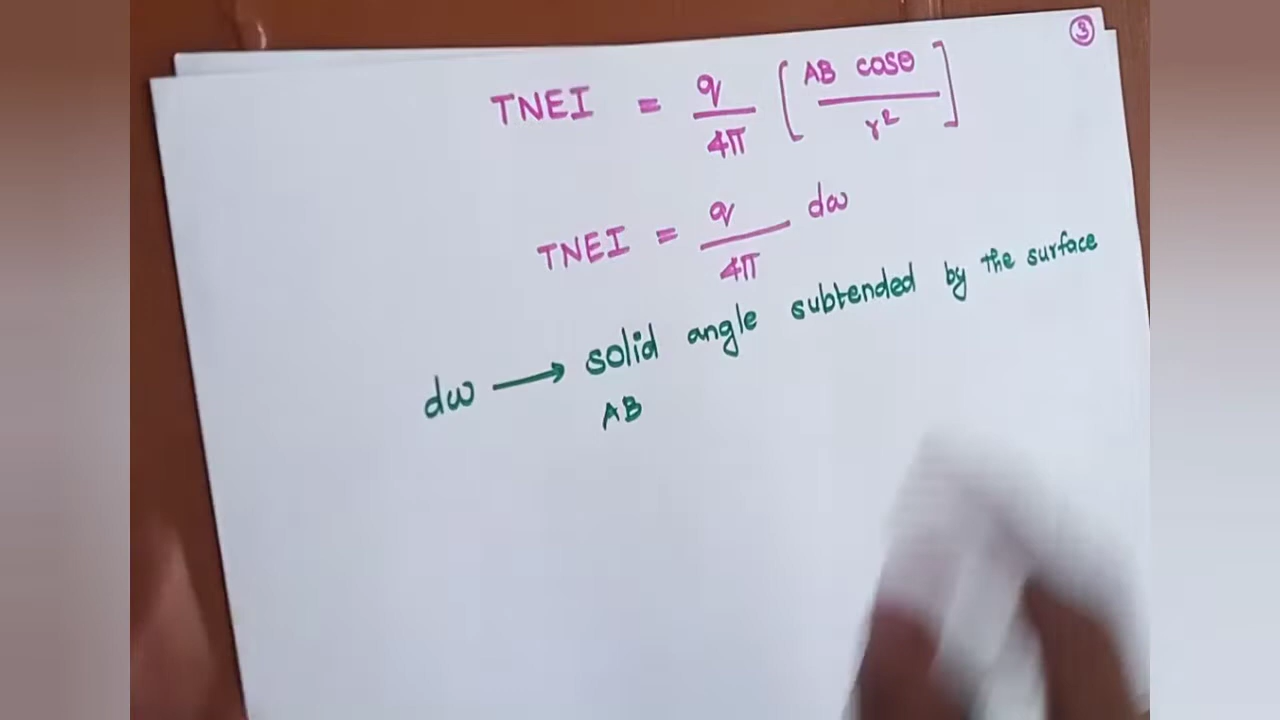 ③
TNEI = q/4π [AB cosθ / r²]
TNEI = q/4π dω
dω → solid angle subtended by the surface
AB